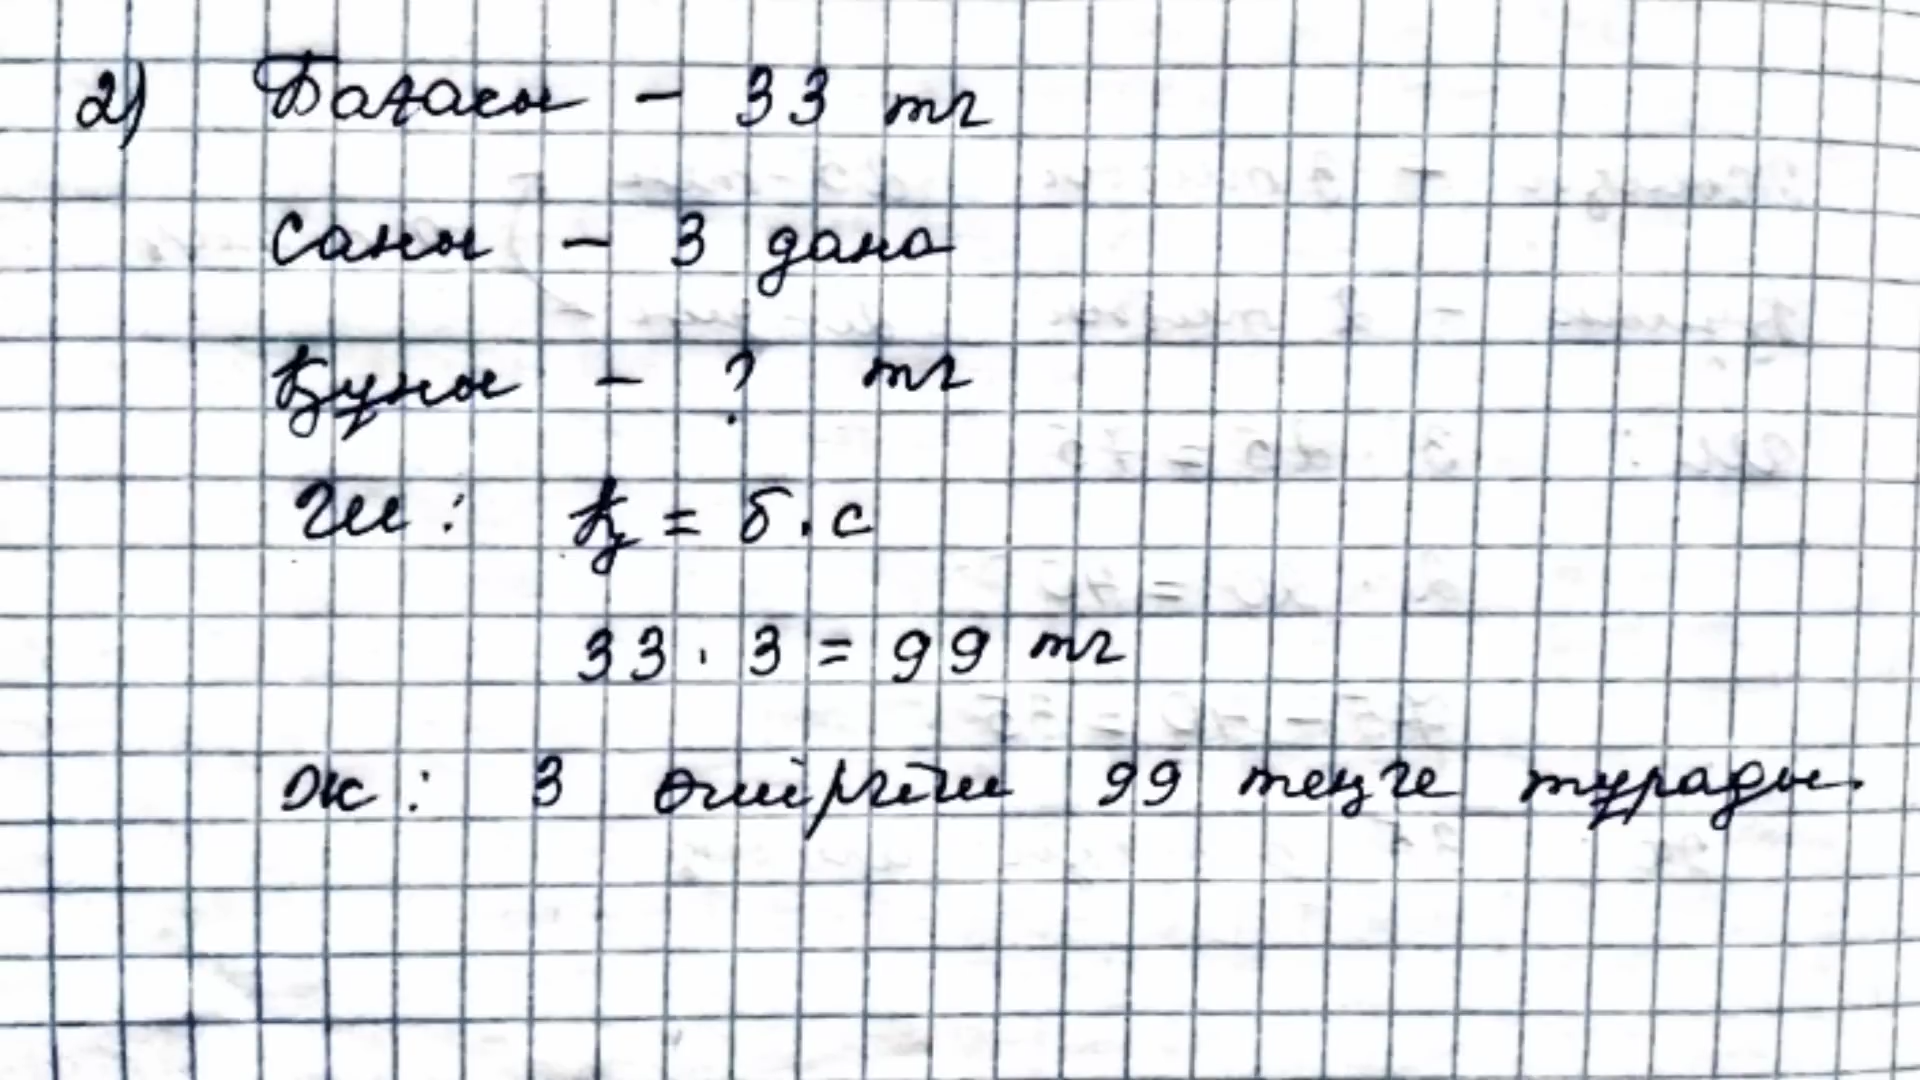 2) Бағасы - 33 тг
Саны - 3 дана
Құны - ? тг
Ш: Қ = б · с
33 · 3 = 99 тг
Ж: 3 өшіргіш 99 теңге тұрады.